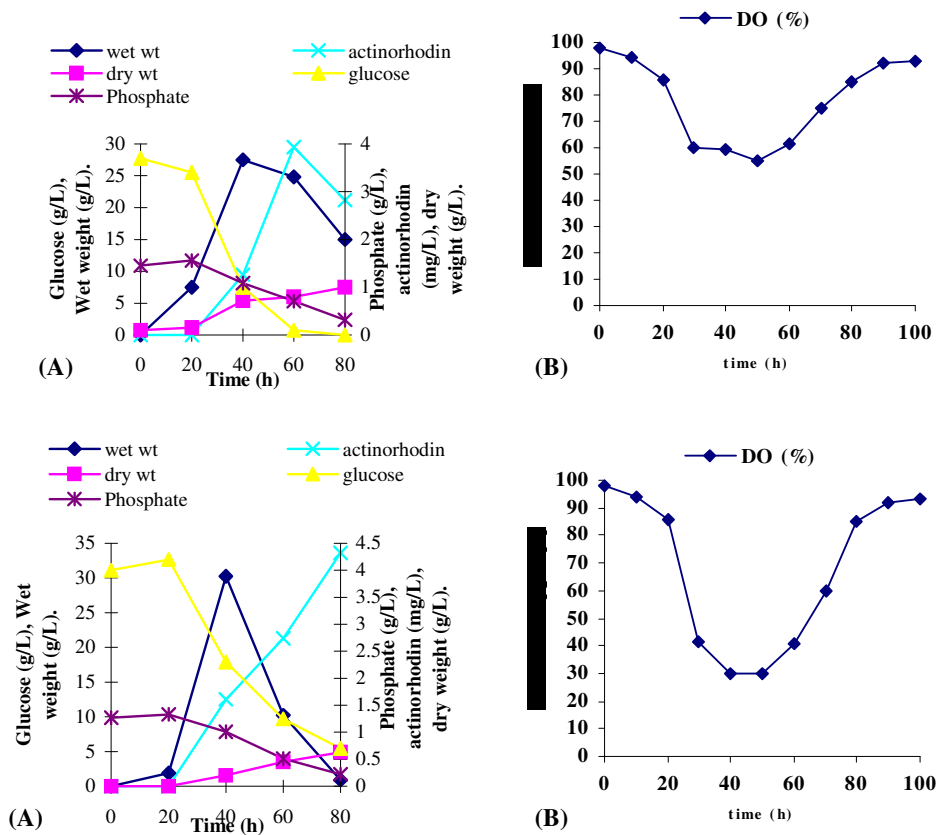 wet wt
actinorhodin
dry wt
glucose
Phosphate
30
25
20
15
10
5
0
4
3
2
1
0
Glucose (g/L),
Wet weight (g/L).
Phosphate (g/L),
actinorhodin
(mg/L), dry
weight (g/L).
0 20 40 60 80
Time (h)
(A)
DO (%)
100
90
80
70
60
50
40
30
20
10
0
0 20 40 60 80 100
time (h)
(B)
wet wt
actinorhodin
dry wt
glucose
Phosphate
35
30
25
20
15
10
5
0
4.5
4
3.5
3
2.5
2
1.5
1
0.5
0
Glucose (g/L), Wet
weight (g/L).
Phosphate (g/L),
actinorhodin (mg/L),
dry weight (g/L).
0 20 40 60 80
Time (h)
(A)
DO (%)
100
90
80
70
60
50
40
30
20
10
0
0 20 40 60 80 100
time (h)
(B)